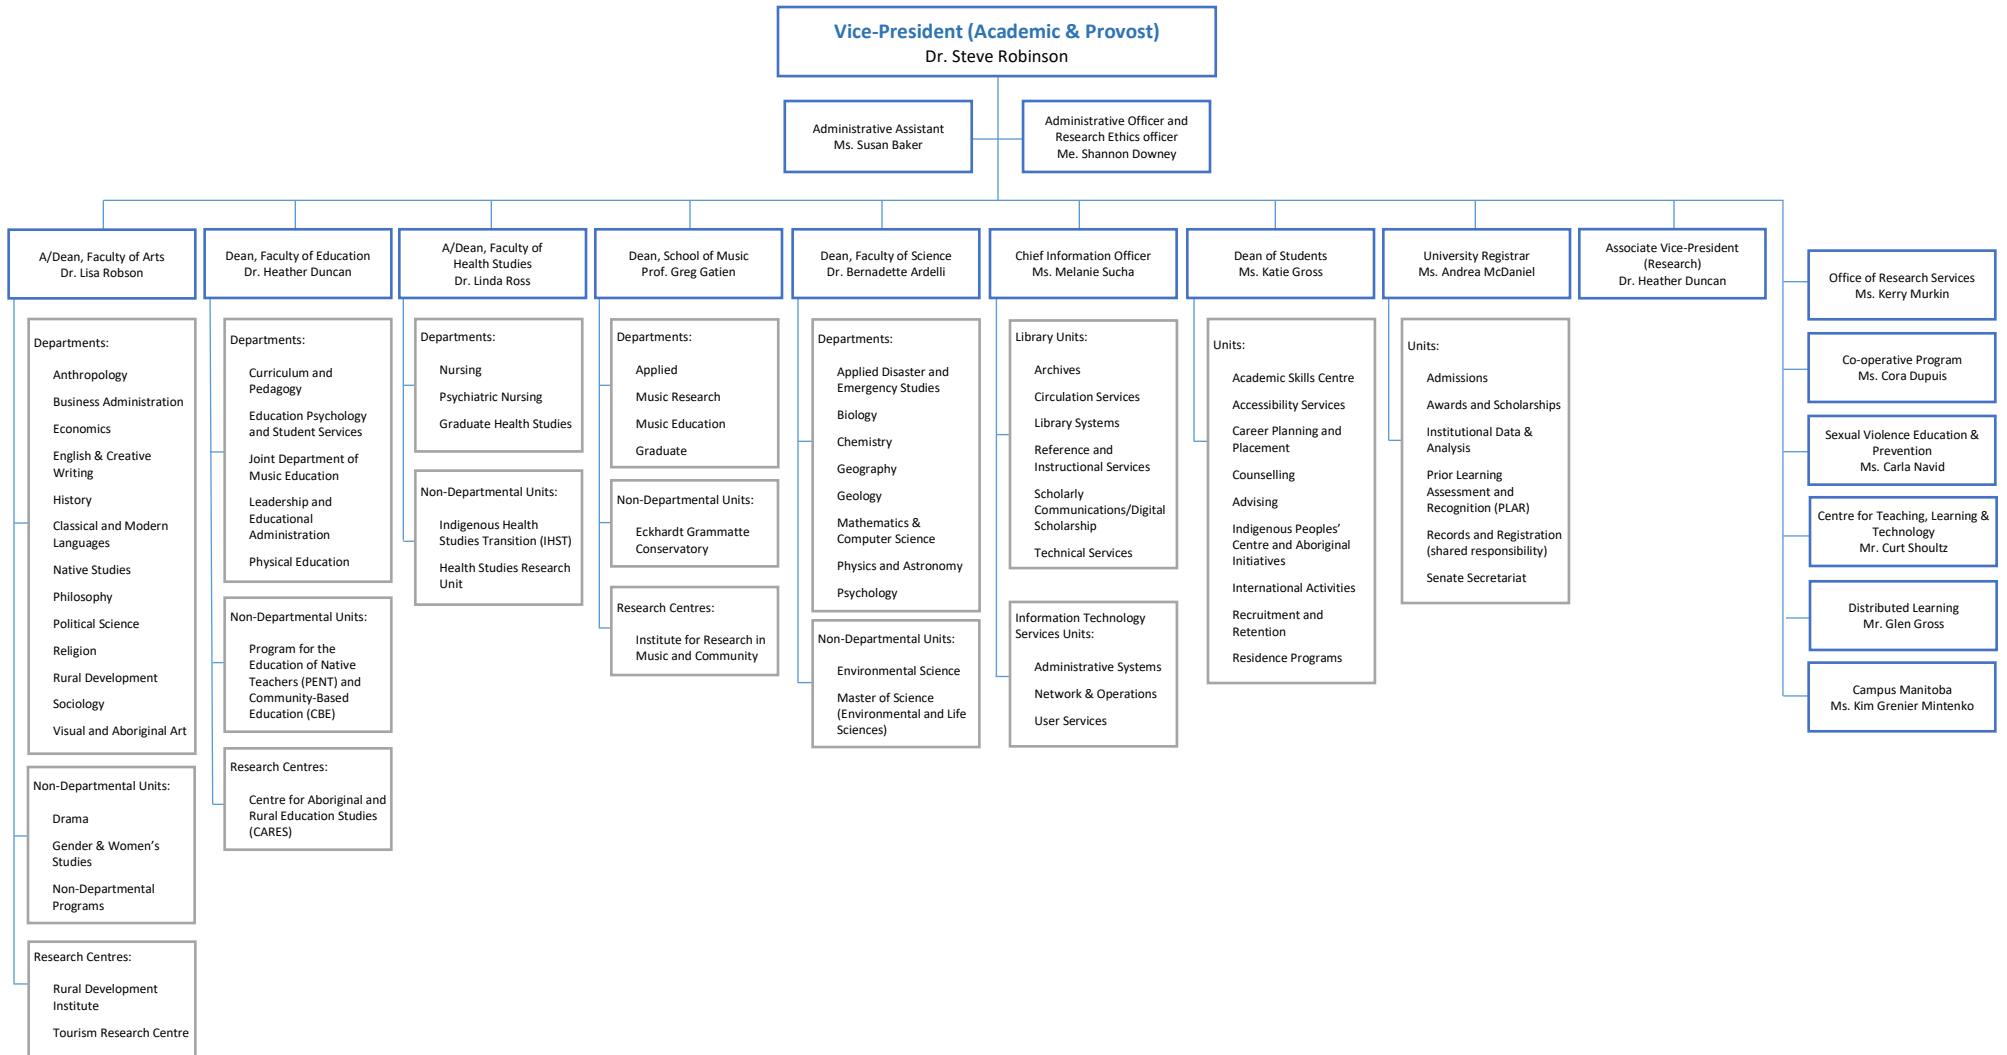 Vice-President (Academic & Provost)
Dr. Steve Robinson
Administrative Assistant
Ms. Susan Baker
Administrative Officer and
Research Ethics officer
Me. Shannon Downey
A/Dean, Faculty of Arts
Dr. Lisa Robson
Departments:
Anthropology
Business Administration
Economics
English & Creative
Writing
History
Classical and Modern
Languages
Native Studies
Philosophy
Political Science
Religion
Rural Development
Sociology
Visual and Aboriginal Art
Non-Departmental Units:
Drama
Gender & Women's
Studies
Non-Departmental
Programs
Research Centres:
Rural Development
Institute
Tourism Research Centre
Dean, Faculty of Education
Dr. Heather Duncan
Departments:
Curriculum and
Pedagogy
Education Psychology
and Student Services
Joint Department of
Music Education
Leadership and
Educational
Administration
Physical Education
Non-Departmental Units:
Program for the
Education of Native
Teachers (PENT) and
Community-Based
Education (CBE)
Research Centres:
Centre for Aboriginal and
Rural Education Studies
(CARES)
A/Dean, Faculty of
Health Studies
Dr. Linda Ross
Departments:
Nursing
Psychiatric Nursing
Graduate Health Studies
Non-Departmental Units:
Indigenous Health
Studies Transition (IHST)
Health Studies Research
Unit
Dean, School of Music
Prof. Greg Gatien
Departments:
Applied
Music Research
Music Education
Graduate
Non-Departmental Units:
Eckhardt Grammatte
Conservatory
Research Centres:
Institute for Research in
Music and Community
Dean, Faculty of Science
Dr. Bernadette Ardelli
Departments:
Applied Disaster and
Emergency Studies
Biology
Chemistry
Geography
Geology
Mathematics &
Computer Science
Physics and Astronomy
Psychology
Non-Departmental Units:
Environmental Science
Master of Science
(Environmental and Life
Sciences)
Chief Information Officer
Ms. Melanie Sucha
Library Units:
Archives
Circulation Services
Library Systems
Reference and
Instructional Services
Scholarly
Communications/Digital
Scholarship
Technical Services
Information Technology
Services Units:
Administrative Systems
Network & Operations
User Services
Dean of Students
Ms. Katie Gross
Units:
Academic Skills Centre
Accessibility Services
Career Planning and
Placement
Counselling
Advising
Indigenous Peoples'
Centre and Aboriginal
Initiatives
International Activities
Recruitment and
Retention
Residence Programs
University Registrar
Ms. Andrea McDaniel
Units:
Admissions
Awards and Scholarships
Institutional Data &
Analysis
Prior Learning
Assessment and
Recognition (PLAR)
Records and Registration
(shared responsibility)
Senate Secretariat
Associate Vice-President
(Research)
Dr. Heather Duncan
Office of Research Services
Ms. Kerry Murkin
Co-operative Program
Ms. Cora Dupuis
Sexual Violence Education &
Prevention
Ms. Carla Navid
Centre for Teaching, Learning &
Technology
Mr. Curt Shoultz
Distributed Learning
Mr. Glen Gross
Campus Manitoba
Ms. Kim Grenier Mintenko